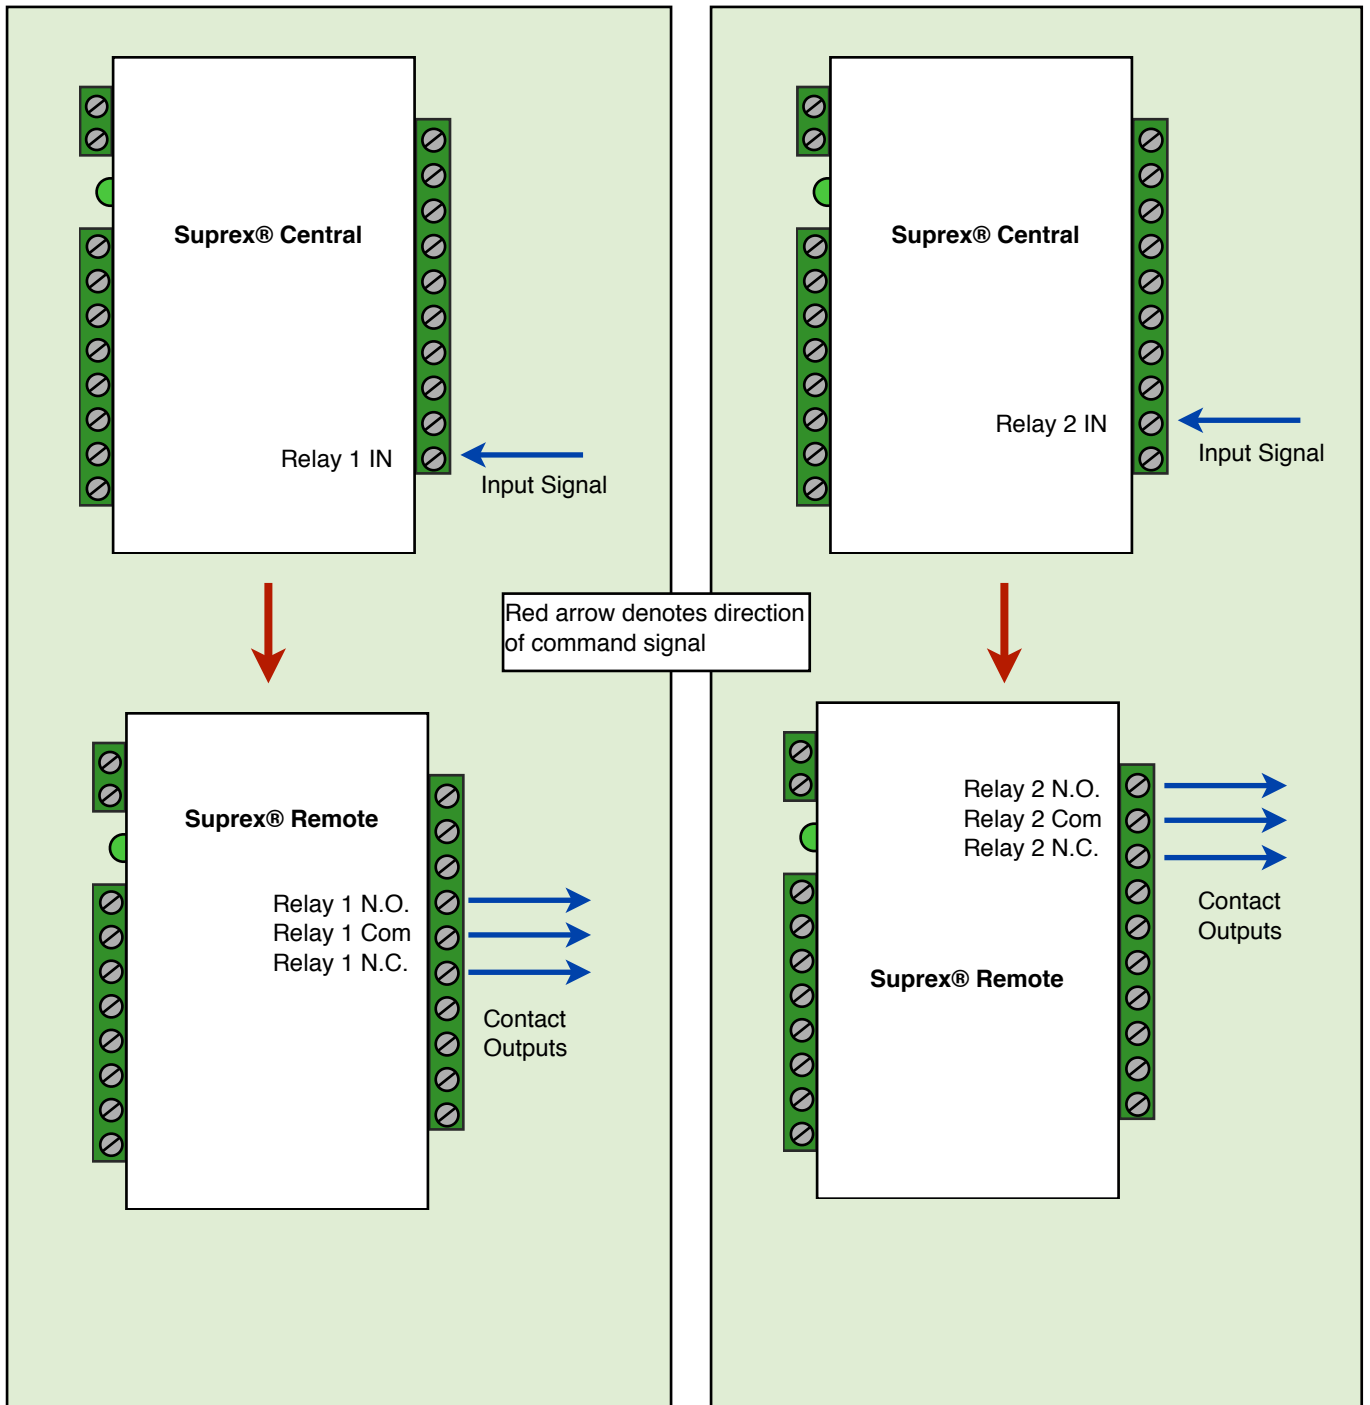 Suprex® Central
Relay 1 IN
Input Signal
Suprex® Central
Relay 2 IN
Input Signal
Red arrow denotes direction
of command signal
Suprex® Remote
Relay 1 N.O.
Relay 1 Com
Relay 1 N.C.
Contact
Outputs
Relay 2 N.O.
Relay 2 Com
Relay 2 N.C.
Contact
Outputs
Suprex® Remote